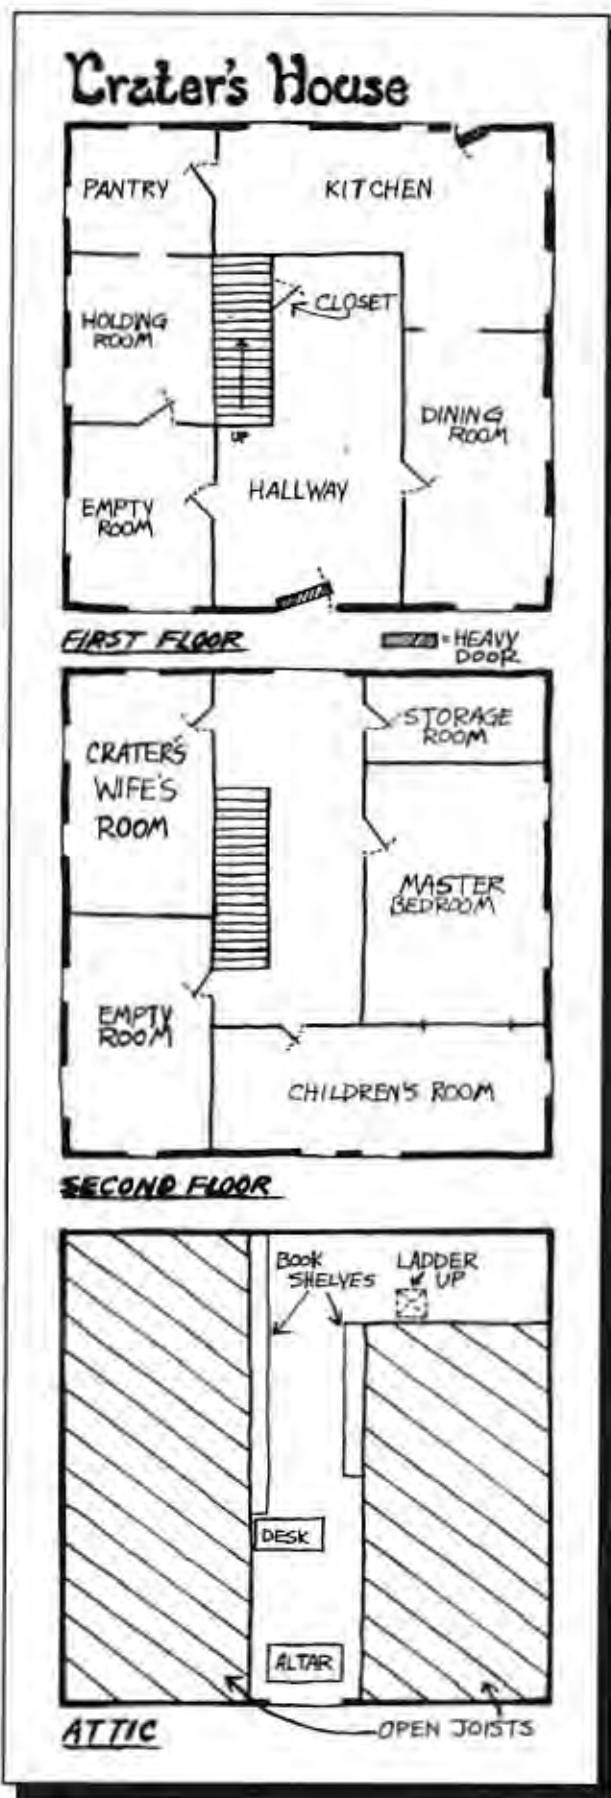 Crater's House
PANTRY
KITCHEN
CLOSET
HOLDING
ROOM
UP
DINING
ROOM
HALLWAY
EMPTY
ROOM
FIRST FLOOR
= HEAVY
DOOR
STORAGE
ROOM
CRATER'S
WIFE'S
ROOM
MASTER
BEDROOM
EMPTY
ROOM
CHILDREN'S ROOM
SECOND FLOOR
BOOK
SHELVES
LADDER
UP
DESK
ALTAR
ATTIC
OPEN JOISTS